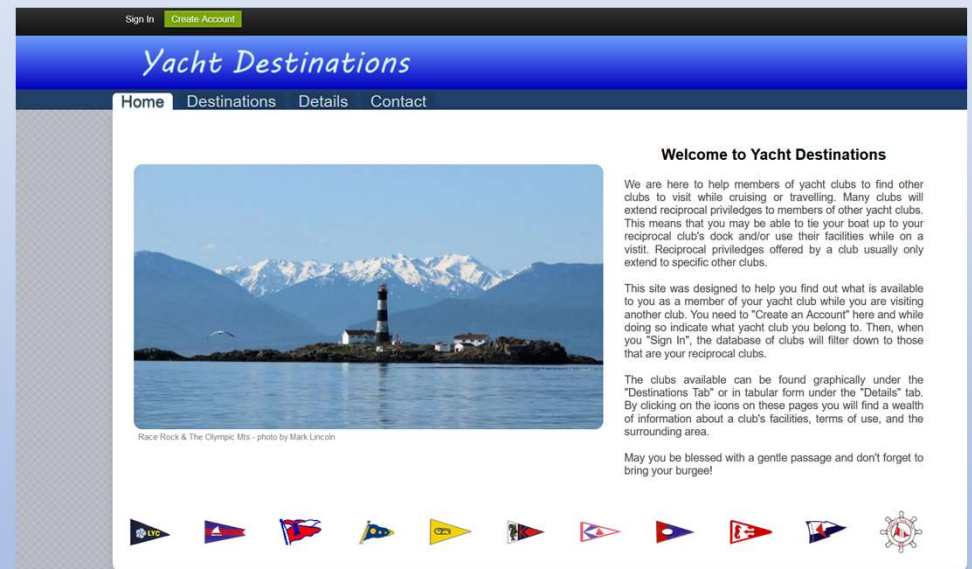 Sign In Create Account
Yacht Destinations
Home Destinations Details Contact
Welcome to Yacht Destinations
We are here to help members of yacht clubs to find other
clubs to visit while cruising or travelling. Many clubs will
extend reciprocal priviledges to members of other yacht clubs.
This means that you may be able to tie your boat up to your
reciprocal club's dock and/or use their facilities while on a
vistit. Reciprocal priviledges offered by a club usually only
extend to specific other clubs.
This site was designed to help you find out what is available
to you as a member of your yacht club while you are visiting
another club. You need to "Create an Account" here and while
doing so indicate what yacht club you belong to. Then, when
you "Sign In", the database of clubs will filter down to those
that are your reciprocal clubs.
The clubs available can be found graphically under the
"Destinations Tab" or in tabular form under the "Details" tab.
By clicking on the icons on these pages you will find a wealth
of information about a club's facilities, terms of use, and the
surrounding area.
May you be blessed with a gentle passage and don't forget to
bring your burgee!
Race Rock & The Olympic Mts - photo by Mark Lincoln
LYC